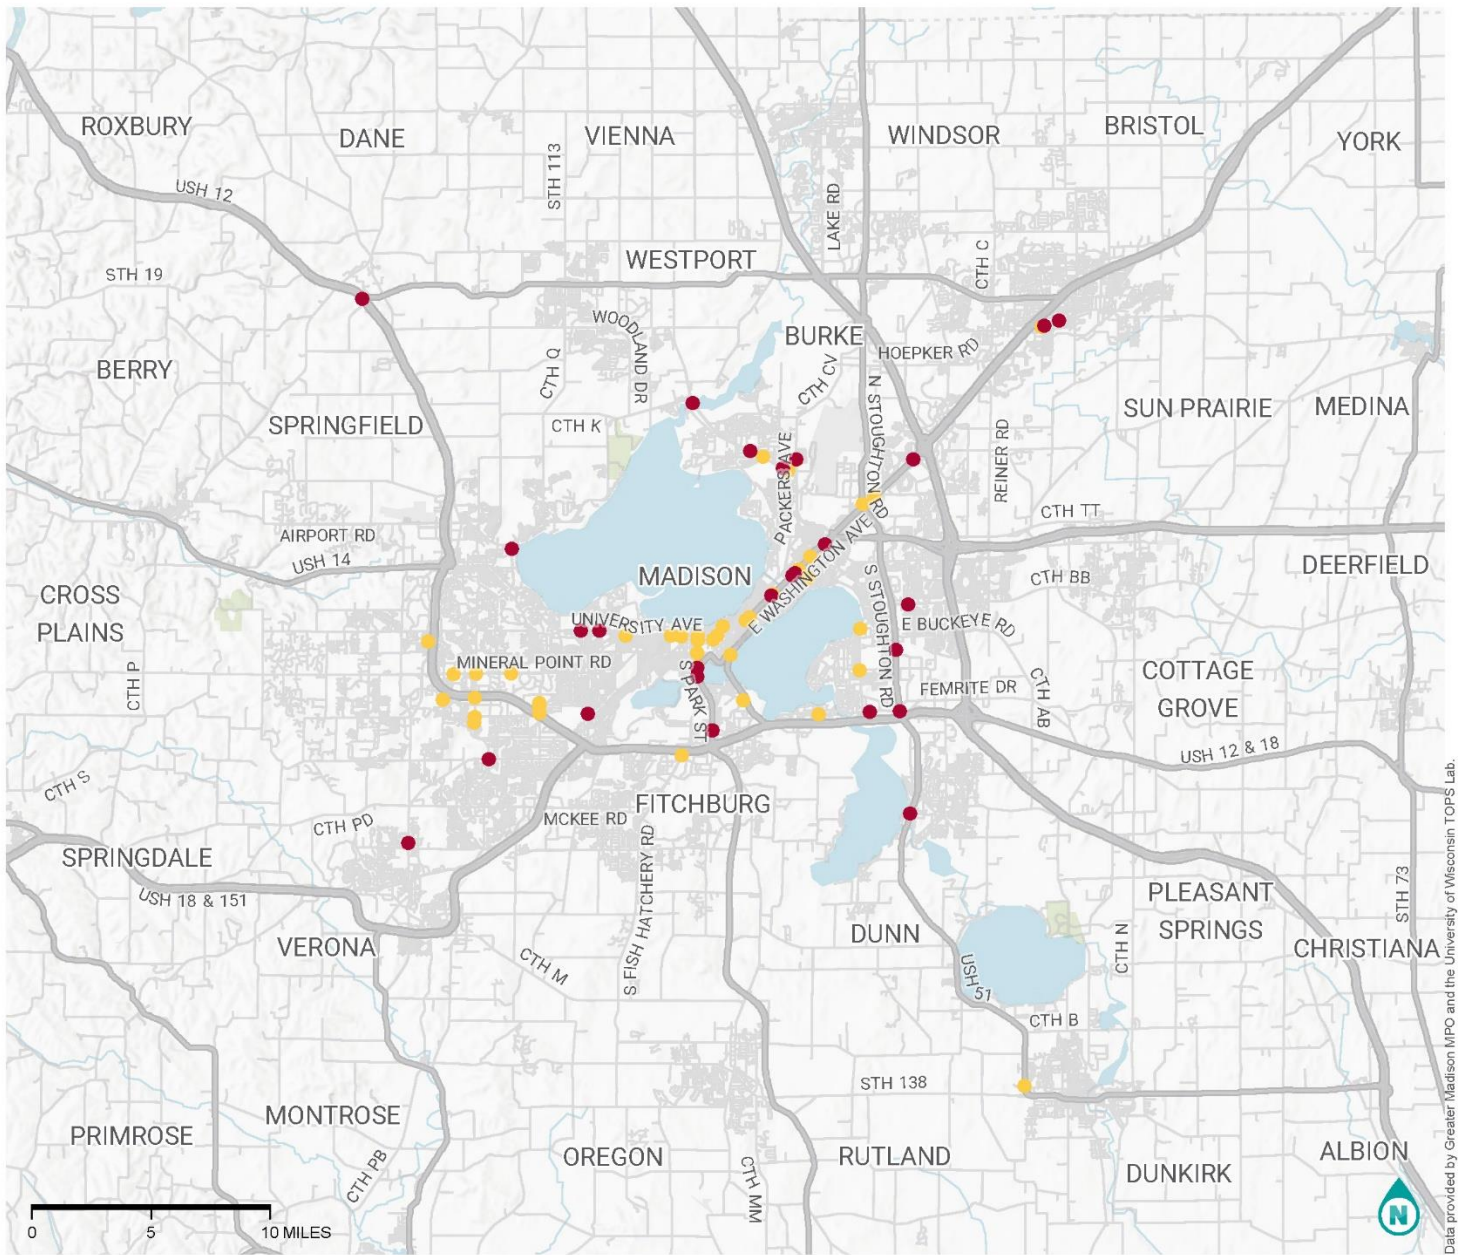 ROXBURY
DANE
VIENNA
WINDSOR
BRISTOL
YORK
USH 12
STH 113
LAKE RD
CTH C
STH 19
WESTPORT
WOODLAND DR
BURKE
HOEPKER RD
BERRY
CTH Q
CTH CV
N STOUGHTON RD
SPRINGFIELD
CTH K
SUN PRAIRIE
MEDINA
PACKERS AVE
REINER RD
CTH TT
AIRPORT RD
USH 14
MADISON
E WASHINGTON AVE
S STOUGHTON RD
CTH BB
DEERFIELD
CROSS
PLAINS
UNIVERSITY AVE
E BUCKEYE RD
MINERAL POINT RD
CTH P
S PARK ST
FEMRITE DR
CTH AB
COTTAGE
GROVE
USH 12 & 18
CTH S
CTH PD
MCKEE RD
FITCHBURG
SPRINGDALE
USH 18 & 151
S FISH HATCHERY RD
STH 73
PLEASANT
SPRINGS
VERONA
CTH M
DUNN
CTH N
CHRISTIANA
USH 51
CTH B
STH 138
MONTROSE
PRIMROSE
CTH PB
OREGON
CTH MM
RUTLAND
DUNKIRK
ALBION
N
0 5 10 MILES
Data provided by Greater Madison MPO and the University of Wisconsin TOPS Lab.